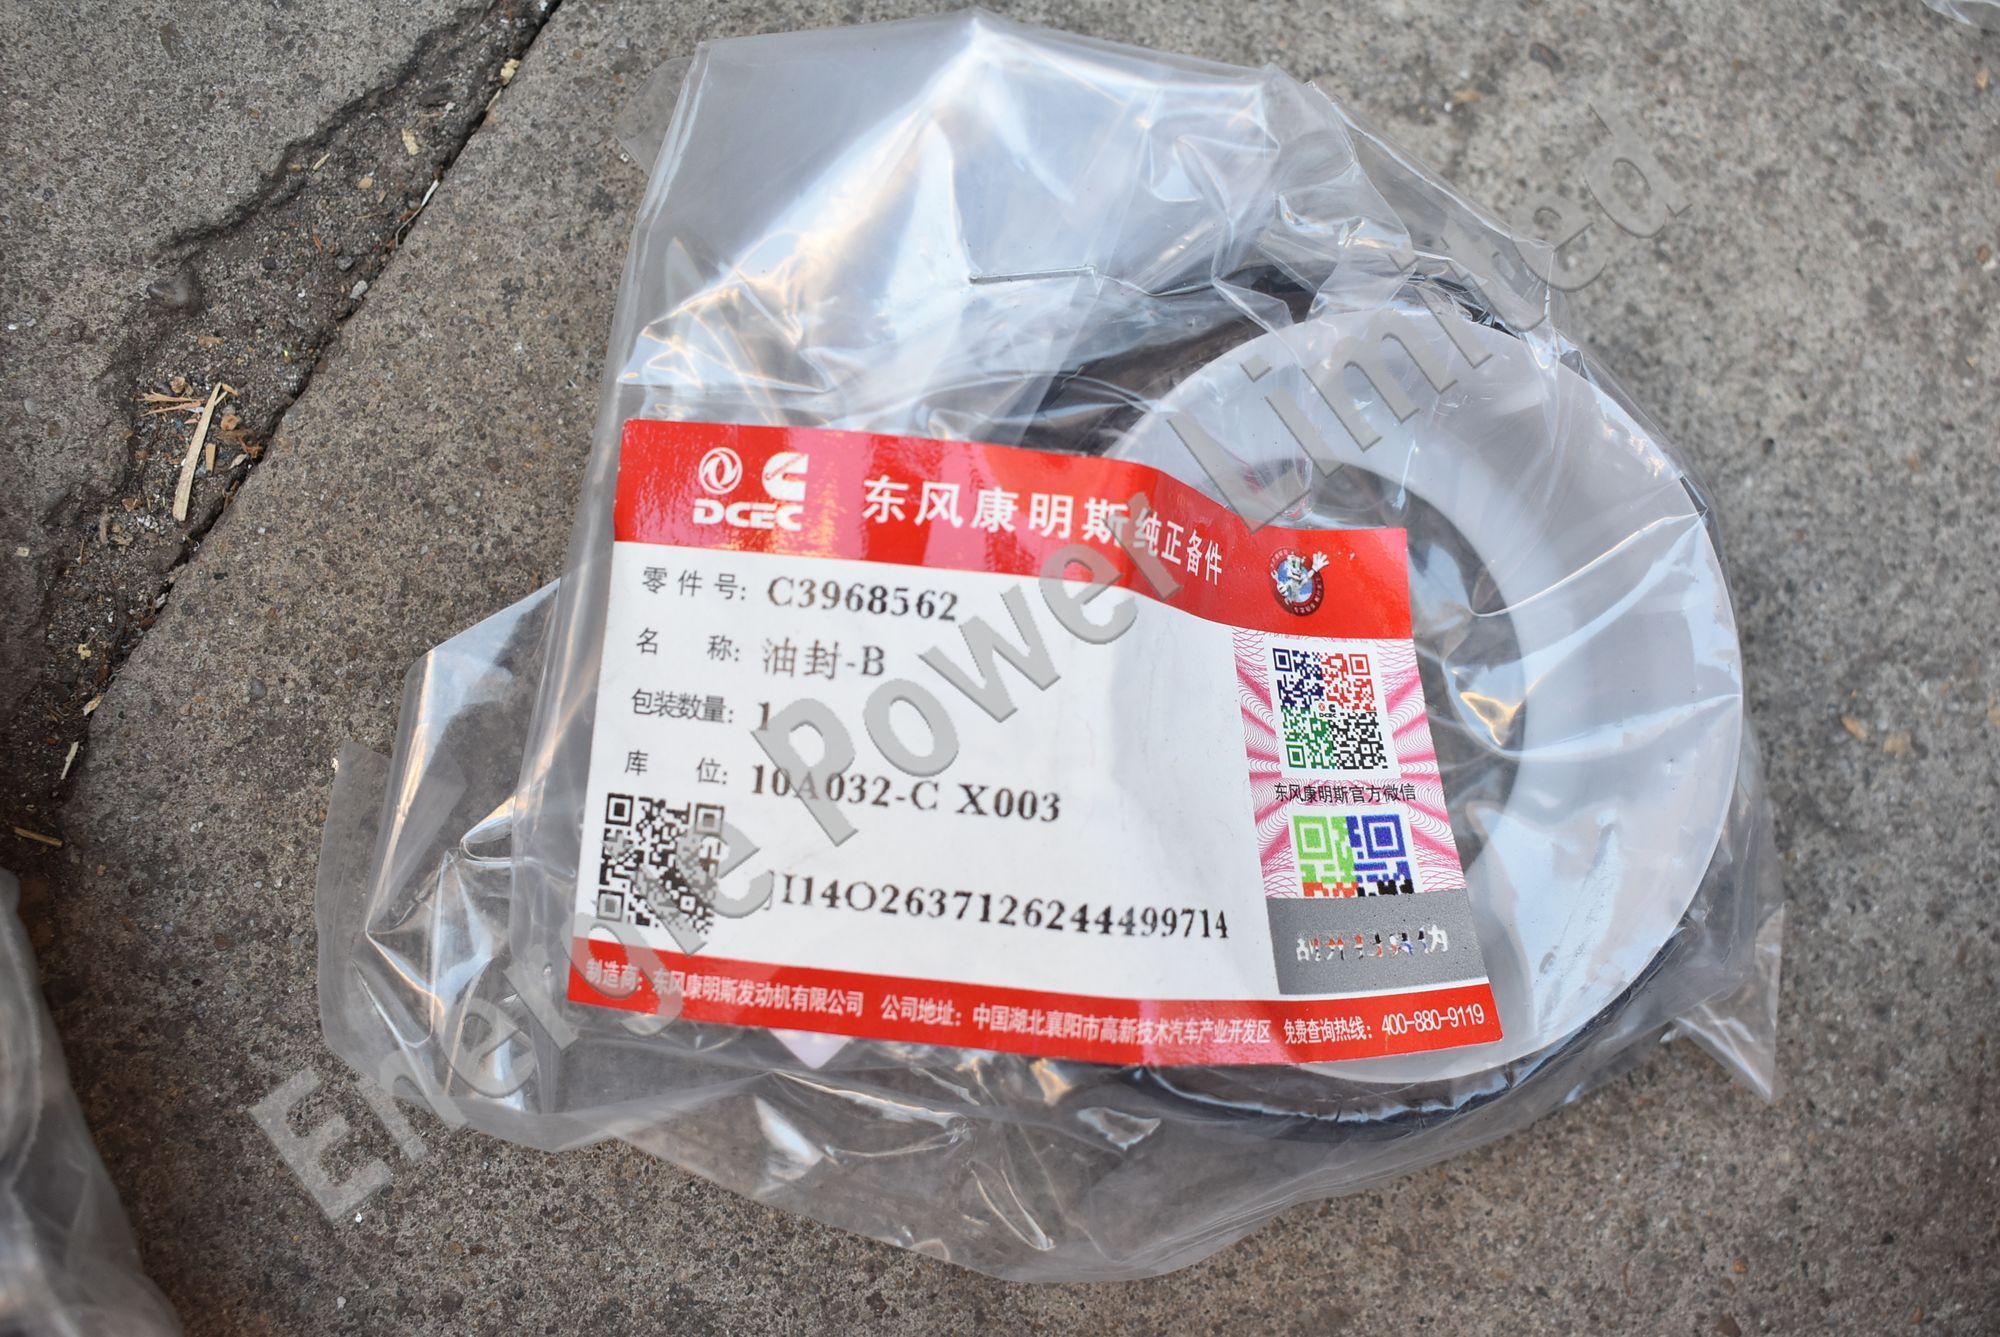 DCEC 东风康明斯 纯正备件
零件号: C3968562
名 称: 油封-B
包装数量: 1
库 位: 10A032-C X003
DCEC
东风康明斯官方微信
I14O2637126244499714
制造商: 东风康明斯发动机有限公司 公司地址: 中国湖北襄阳市高新技术汽车产业开发区 免费查询热线: 400-880-9119
Energie Power Limited